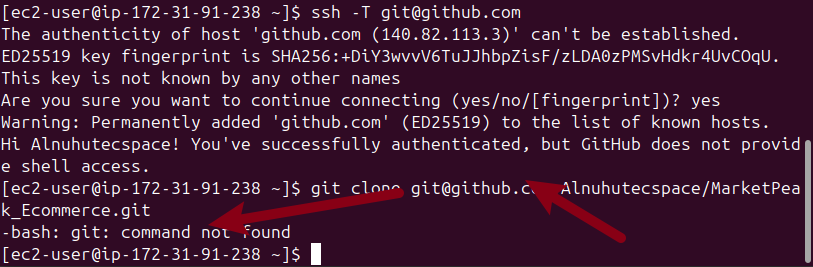 [ec2-user@ip-172-31-91-238 ~]$ ssh -T git@github.com
The authenticity of host 'github.com (140.82.113.3)' can't be established.
ED25519 key fingerprint is SHA256:+DiY3wvvV6TuJJhbpZisF/zLDA0zPMSvHdkr4UvCOqU.
This key is not known by any other names
Are you sure you want to continue connecting (yes/no/[fingerprint])? yes
Warning: Permanently added 'github.com' (ED25519) to the list of known hosts.
Hi Alnuhutecspace! You've successfully authenticated, but GitHub does not provid
e shell access.
[ec2-user@ip-172-31-91-238 ~]$ git clone git@github.co Alnuhutecspace/MarketPea
k_Ecommerce.git
-bash: git: command not found
[ec2-user@ip-172-31-91-238 ~]$